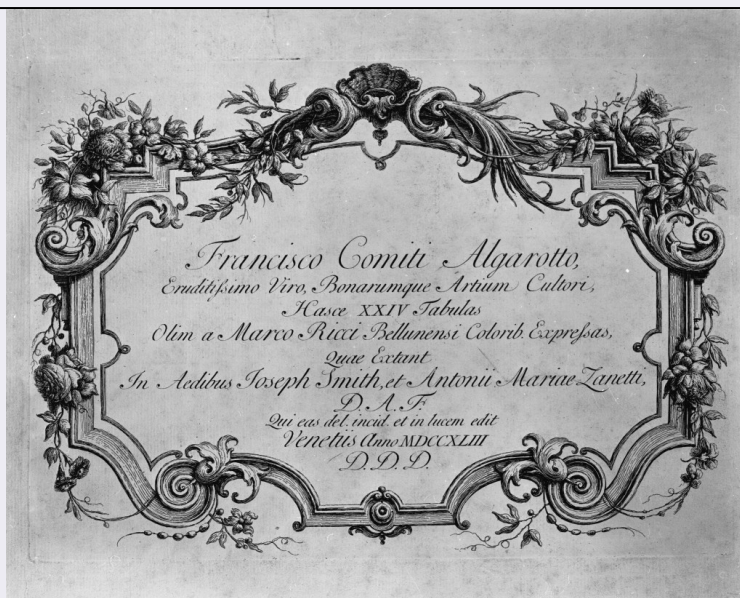 Francisco Comiti Algarotto,
Eruditissimo Viro, Bonarumque Artium Cultori,
Hasce XXIV Tabulas
Olim a Marco Ricci Bellunensi Colorib. Expressas,
Quae Extant
In Aedibus Joseph Smith, et Antonii Mariae Zanetti,
D. A. F.
Qui eas del. incid. et in lucem edit
Venetiis Anno MDCCXLIII
D. D. D.